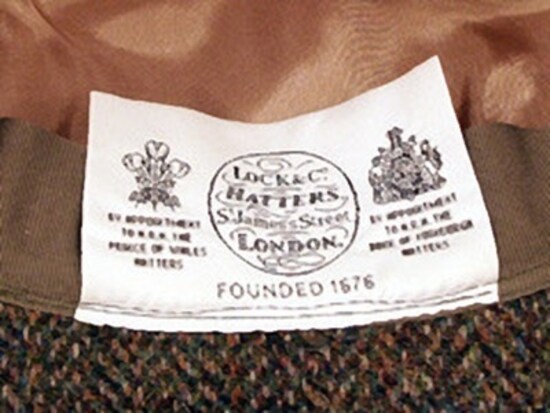 BY APPOINTMENT
TO H.R.H. THE
PRINCE OF WALES
HATTERS
LOCK & Co.
HATTERS
St James's Street
LONDON.
BY APPOINTMENT
TO H.R.H. THE
DUKE OF EDINBURGH
HATTERS
FOUNDED 1676